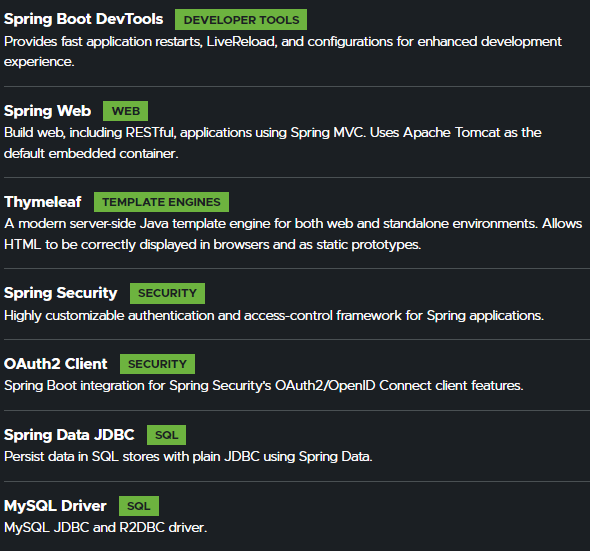 Spring Boot DevTools DEVELOPER TOOLS
Provides fast application restarts, LiveReload, and configurations for enhanced development
experience.
Spring Web WEB
Build web, including RESTful, applications using Spring MVC. Uses Apache Tomcat as the
default embedded container.
Thymeleaf TEMPLATE ENGINES
A modern server-side Java template engine for both web and standalone environments. Allows
HTML to be correctly displayed in browsers and as static prototypes.
Spring Security SECURITY
Highly customizable authentication and access-control framework for Spring applications.
OAuth2 Client SECURITY
Spring Boot integration for Spring Security's OAuth2/OpenID Connect client features.
Spring Data JDBC SQL
Persist data in SQL stores with plain JDBC using Spring Data.
MySQL Driver SQL
MySQL JDBC and R2DBC driver.